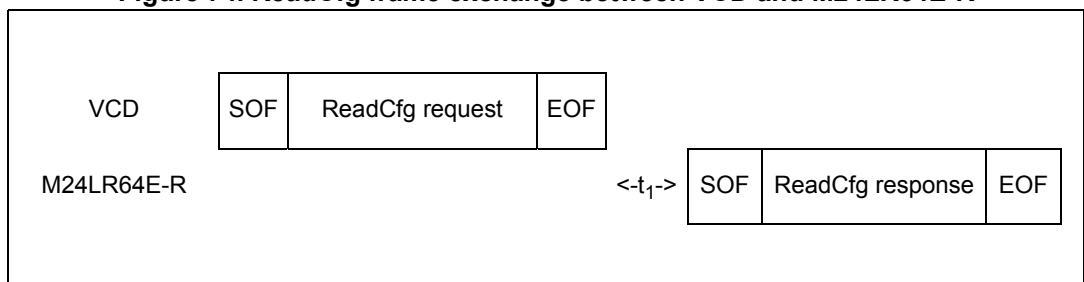 VCD SOF ReadCfg request EOF
M24LR64E-R <-t1-> SOF ReadCfg response EOF